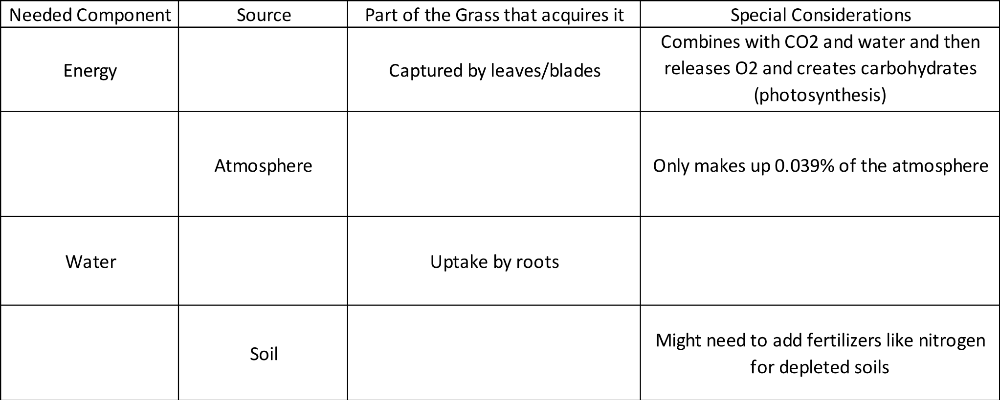 Needed Component Source Part of the Grass that acquires it Special Considerations
Energy Captured by leaves/blades Combines with CO2 and water and then
releases O2 and creates carbohydrates
(photosynthesis)
Atmosphere Only makes up 0.039% of the atmosphere
Water Uptake by roots
Soil Might need to add fertilizers like nitrogen
for depleted soils